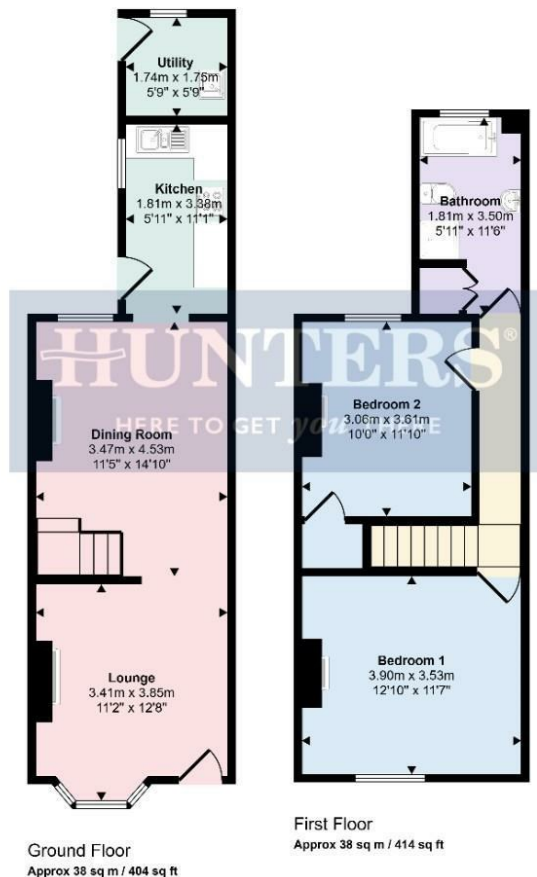 Utility
1.74m x 1.75m
5'9" x 5'9"
Kitchen
1.81m x 3.38m
5'11" x 11'1"
Bathroom
1.81m x 3.50m
5'11" x 11'6"
HUNTERS®
HERE TO GET you THERE
Dining Room
3.47m x 4.53m
11'5" x 14'10"
Bedroom 2
3.06m x 3.61m
10'0" x 11'10"
Lounge
3.41m x 3.85m
11'2" x 12'8"
Bedroom 1
3.90m x 3.53m
12'10" x 11'7"
Ground Floor
Approx 38 sq m / 404 sq ft
First Floor
Approx 38 sq m / 414 sq ft